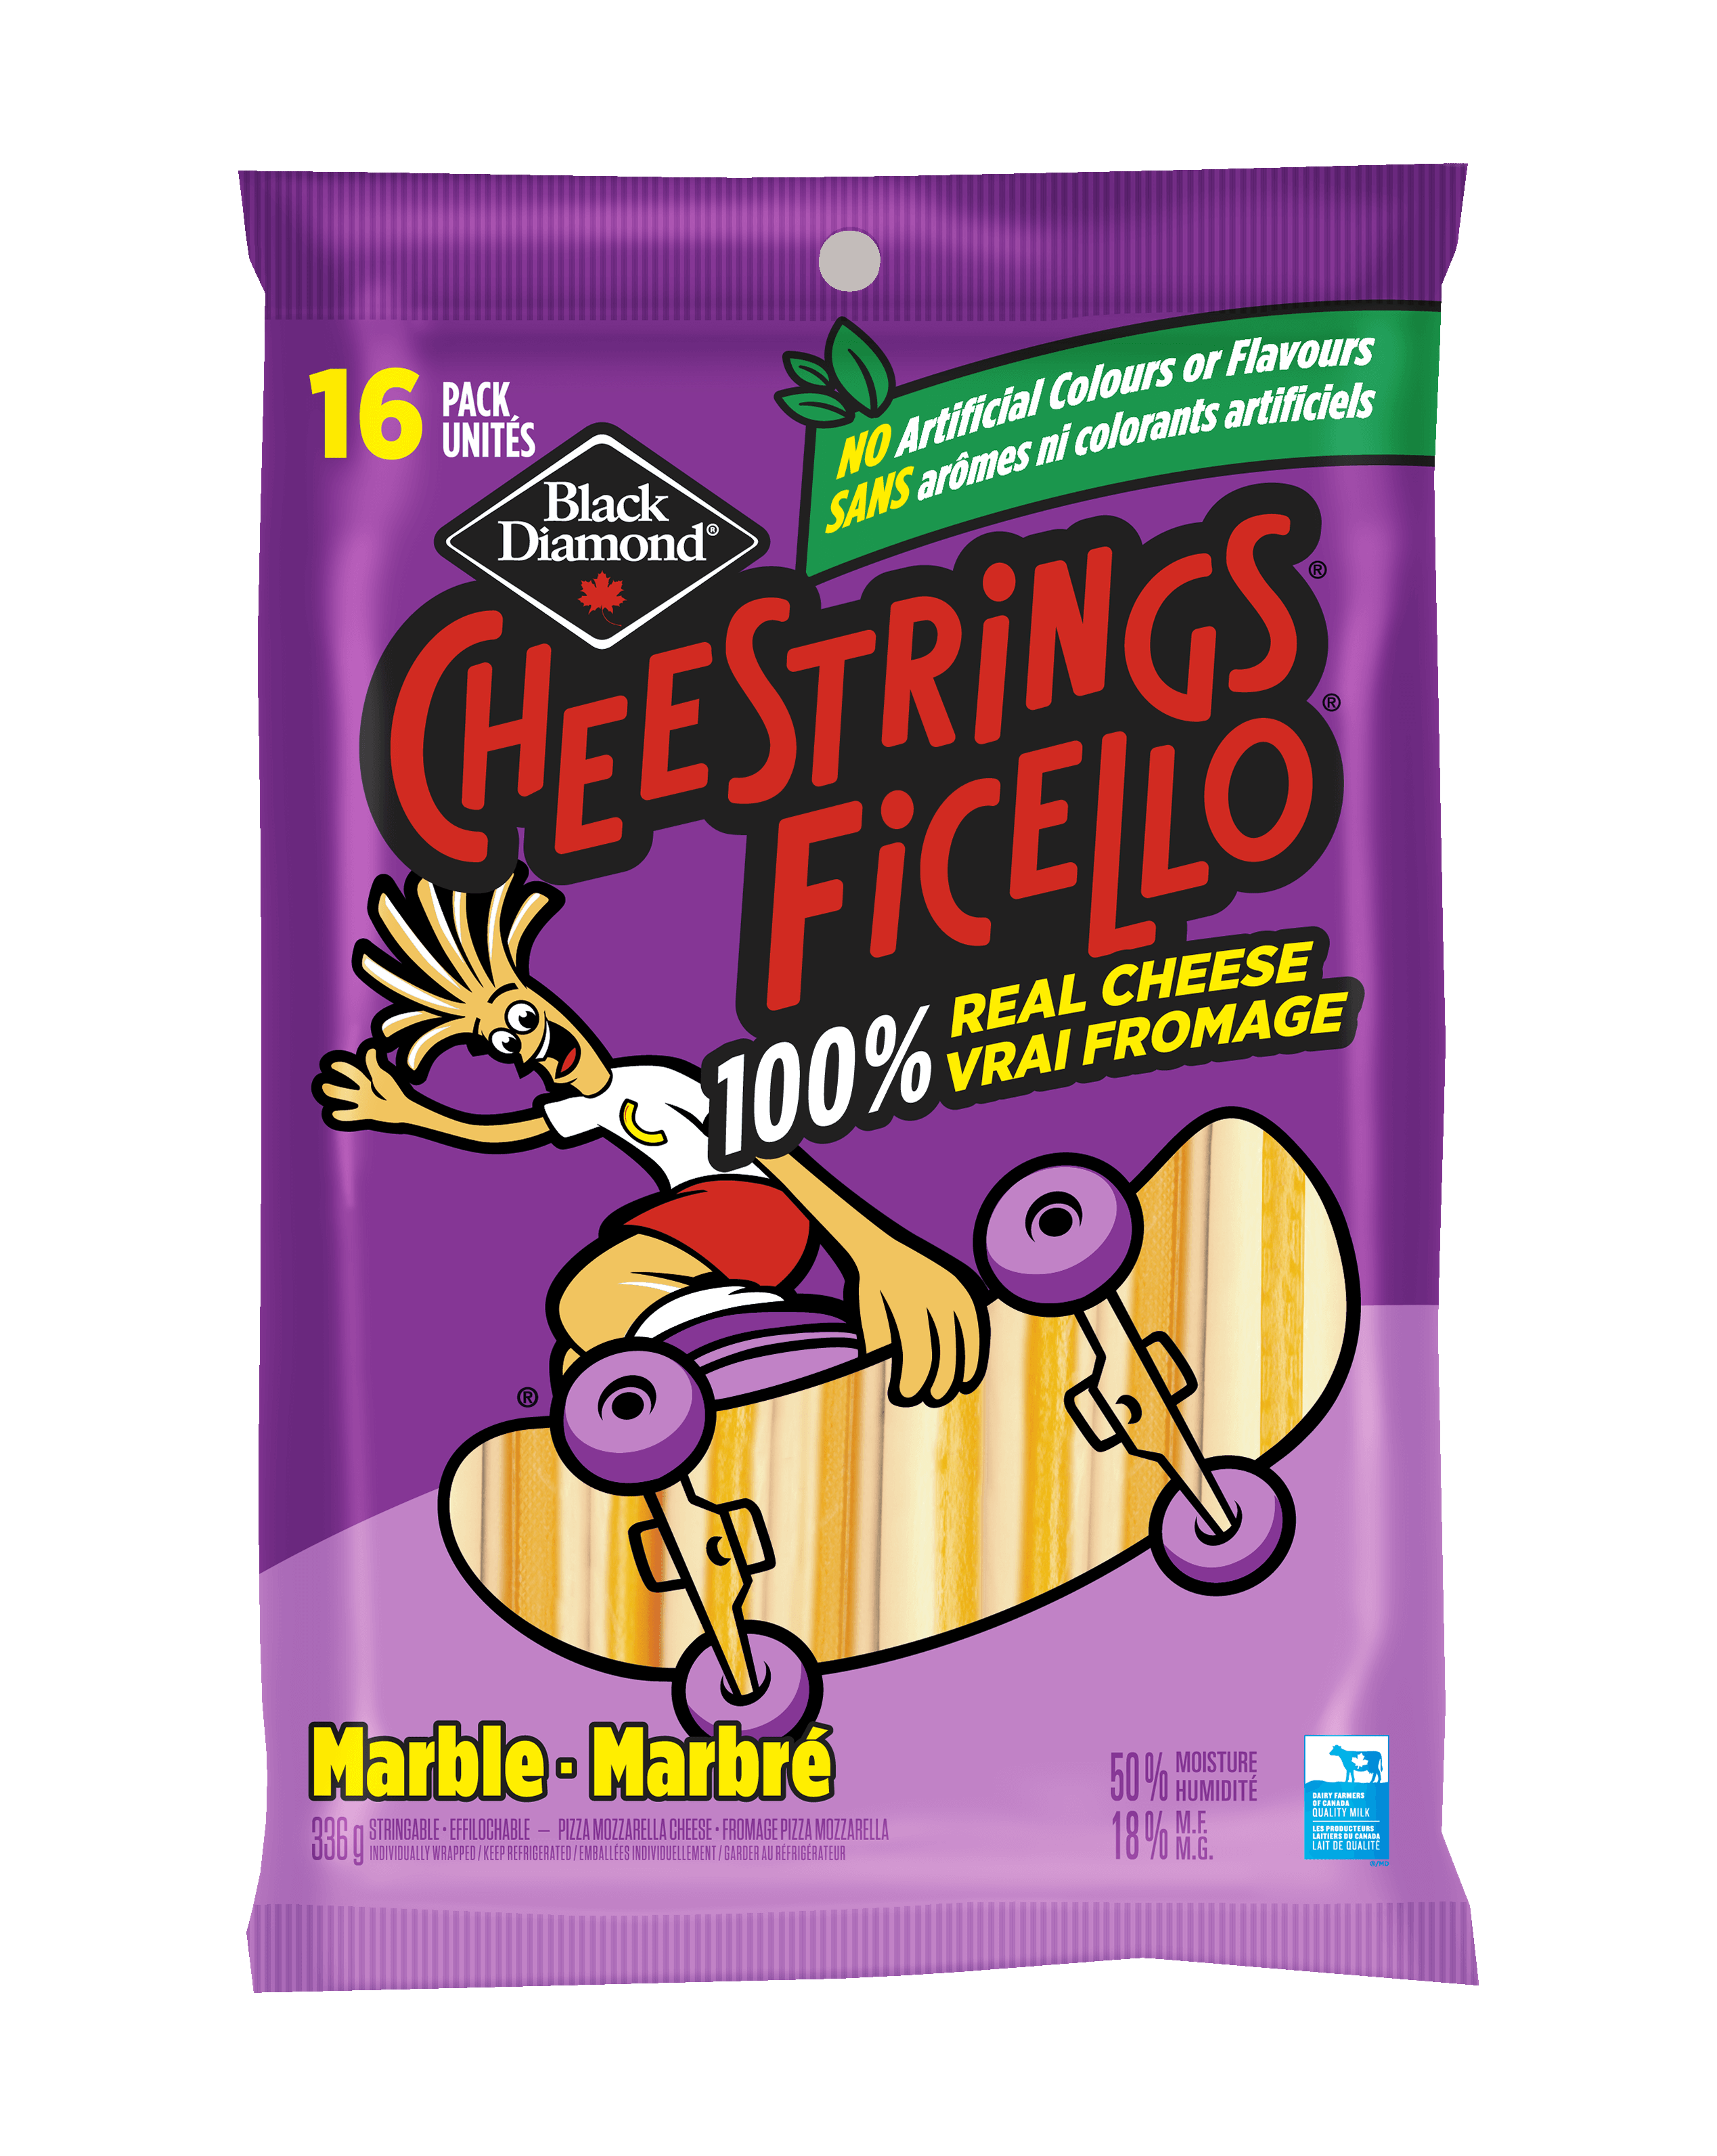 16 PACK
UNITÉS
NO Artificial Colours or Flavours
SANS arômes ni colorants artificiels
Black
Diamond®
CHEESTRiNGS®
FiCELLO®
100% REAL CHEESE
VRAI FROMAGE
C
®
Marble · Marbré
336 g STRINGABLE · EFFILOCHABLE — PIZZA MOZZARELLA CHEESE · FROMAGE PIZZA MOZZARELLA
INDIVIDUALLY WRAPPED / KEEP REFRIGERATED / EMBALLÉES INDIVIDUELLEMENT / GARDER AU RÉFRIGÉRATEUR
50% MOISTURE
HUMIDITÉ
18% M.F.
M.G.
DAIRY FARMERS
OF CANADA
QUALITY MILK
LES PRODUCTEURS
LAITIERS DU CANADA
LAIT DE QUALITÉ
®/MD